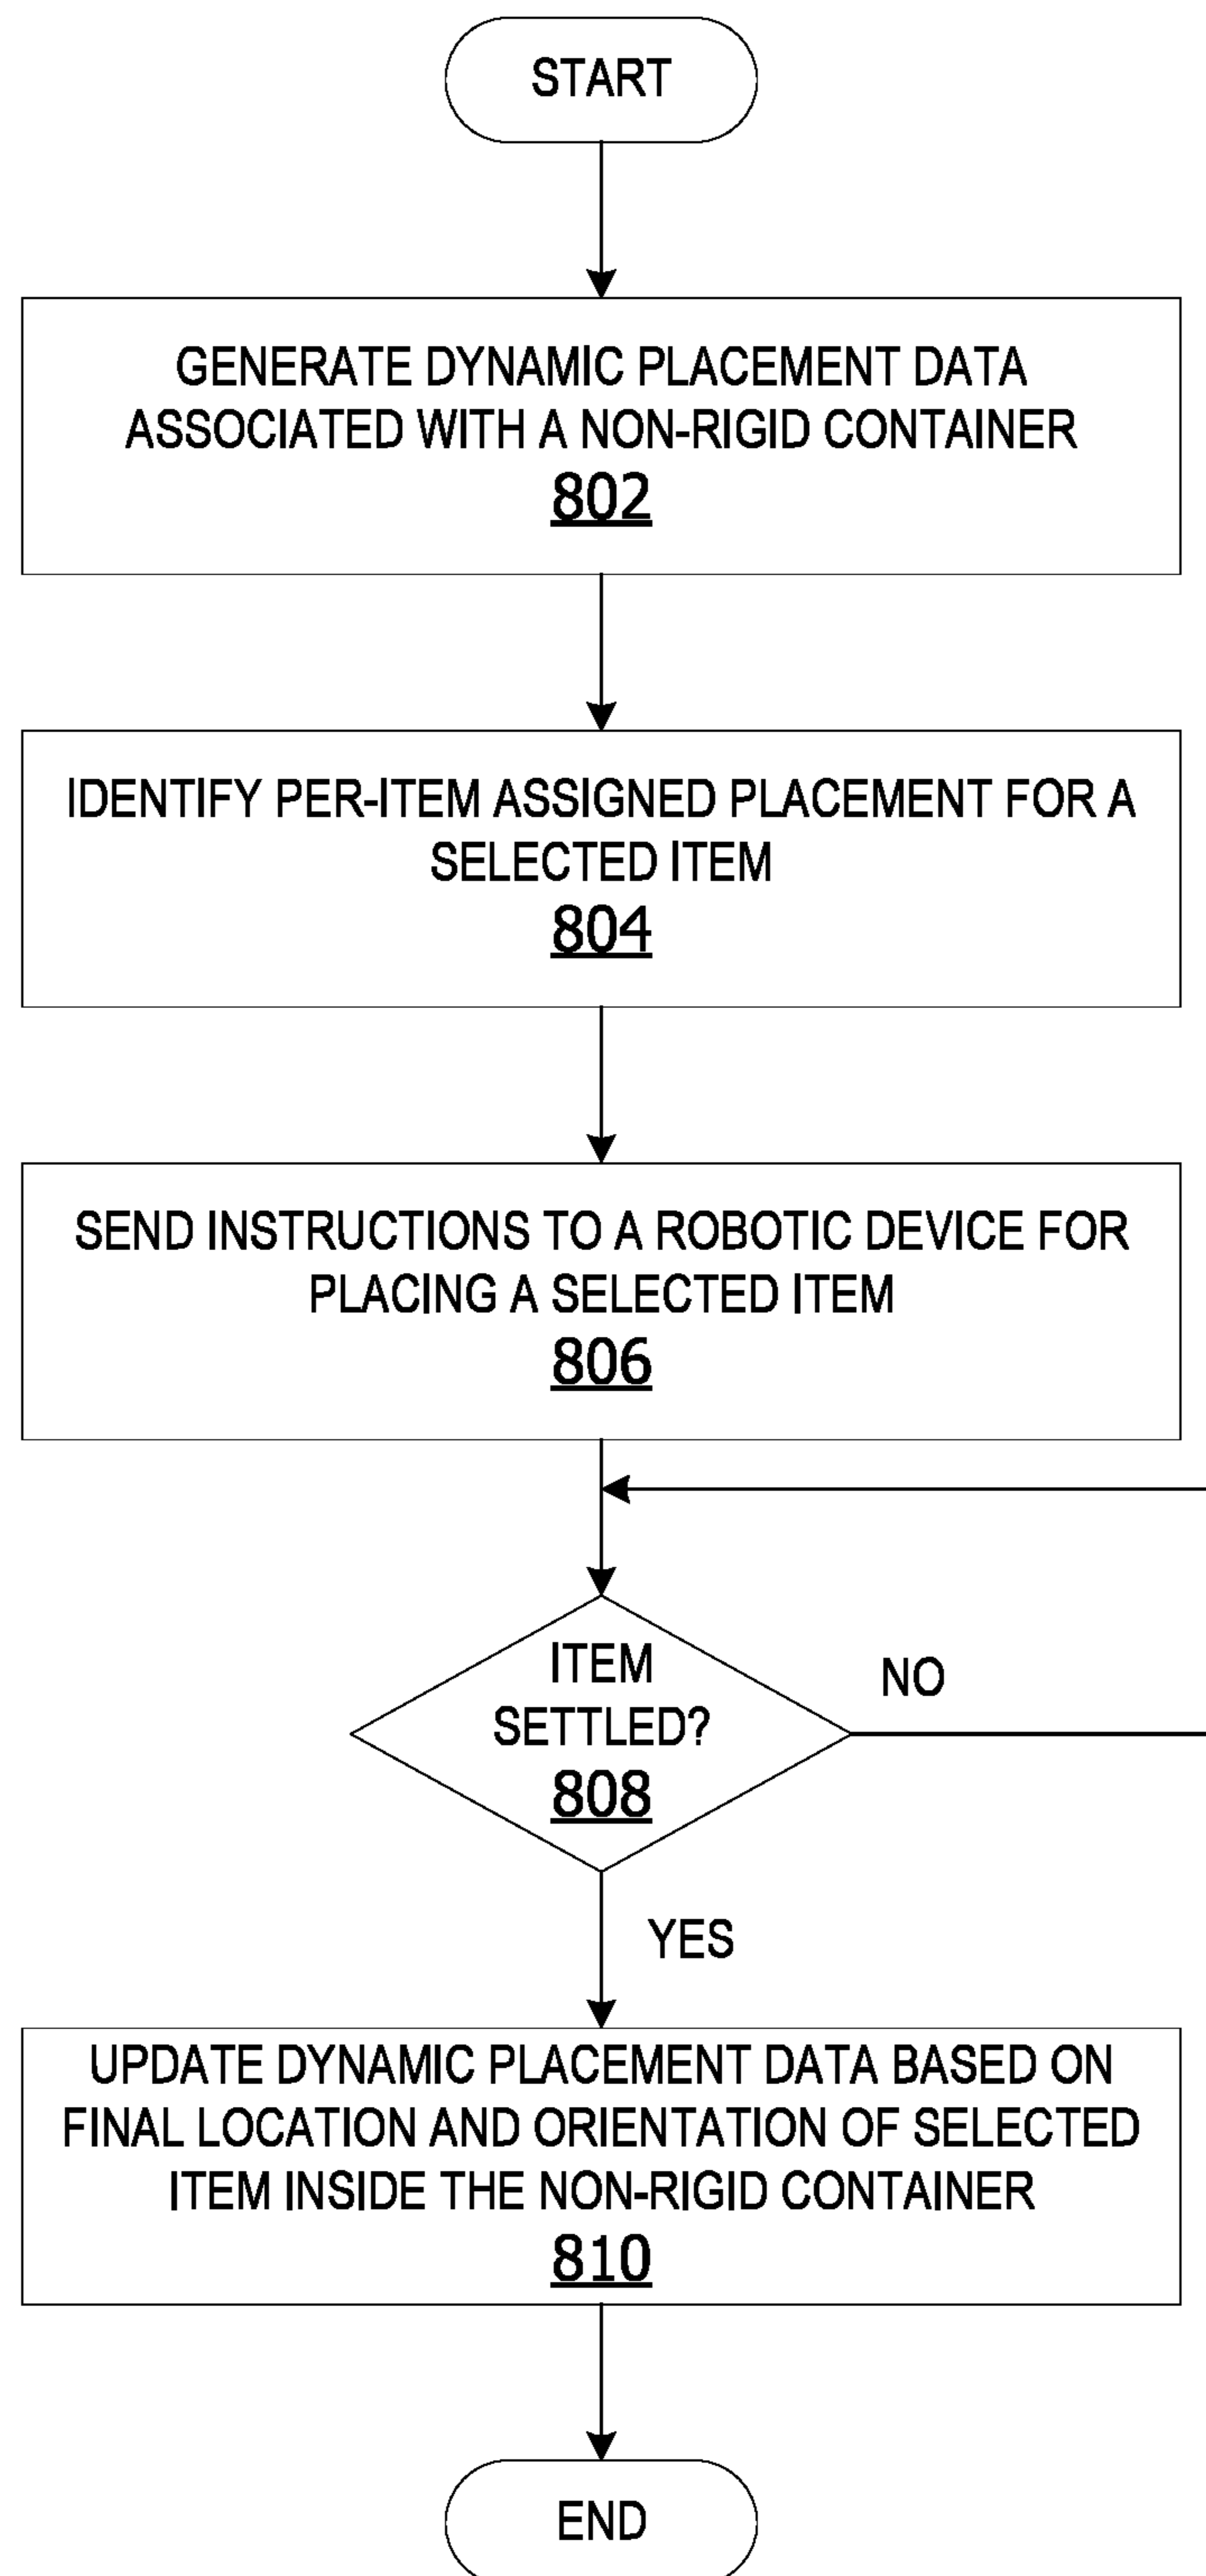 START
GENERATE DYNAMIC PLACEMENT DATA
ASSOCIATED WITH A NON-RIGID CONTAINER
802
IDENTIFY PER-ITEM ASSIGNED PLACEMENT FOR A
SELECTED ITEM
804
SEND INSTRUCTIONS TO A ROBOTIC DEVICE FOR
PLACING A SELECTED ITEM
806
ITEM
SETTLED?
808
NO
YES
UPDATE DYNAMIC PLACEMENT DATA BASED ON
FINAL LOCATION AND ORIENTATION OF SELECTED
ITEM INSIDE THE NON-RIGID CONTAINER
810
END